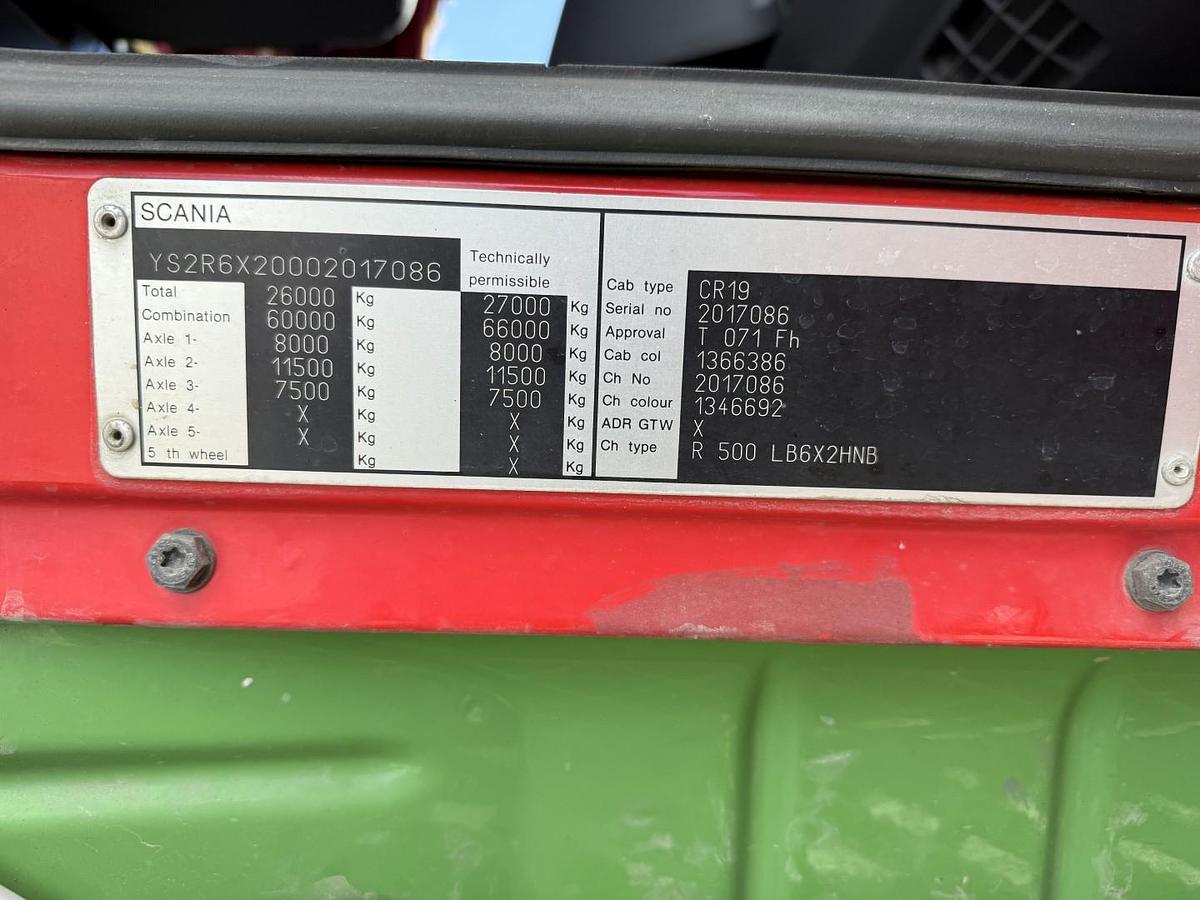 SCANIA
YS2R6X20002017086
Technically
permissible
Total 26000 Kg 27000 Kg
Combination 60000 Kg 66000 Kg
Axle 1- 8000 Kg 8000 Kg
Axle 2- 11500 Kg 11500 Kg
Axle 3- 7500 Kg 7500 Kg
Axle 4- X Kg X Kg
Axle 5- X Kg X Kg
5 th wheel Kg X Kg
Cab type CR19
Serial no 2017086
Approval T 071 Fh
Cab col 1366386
Ch No 2017086
Ch colour 1346692
ADR GTW X
Ch type R 500 LB6X2HNB